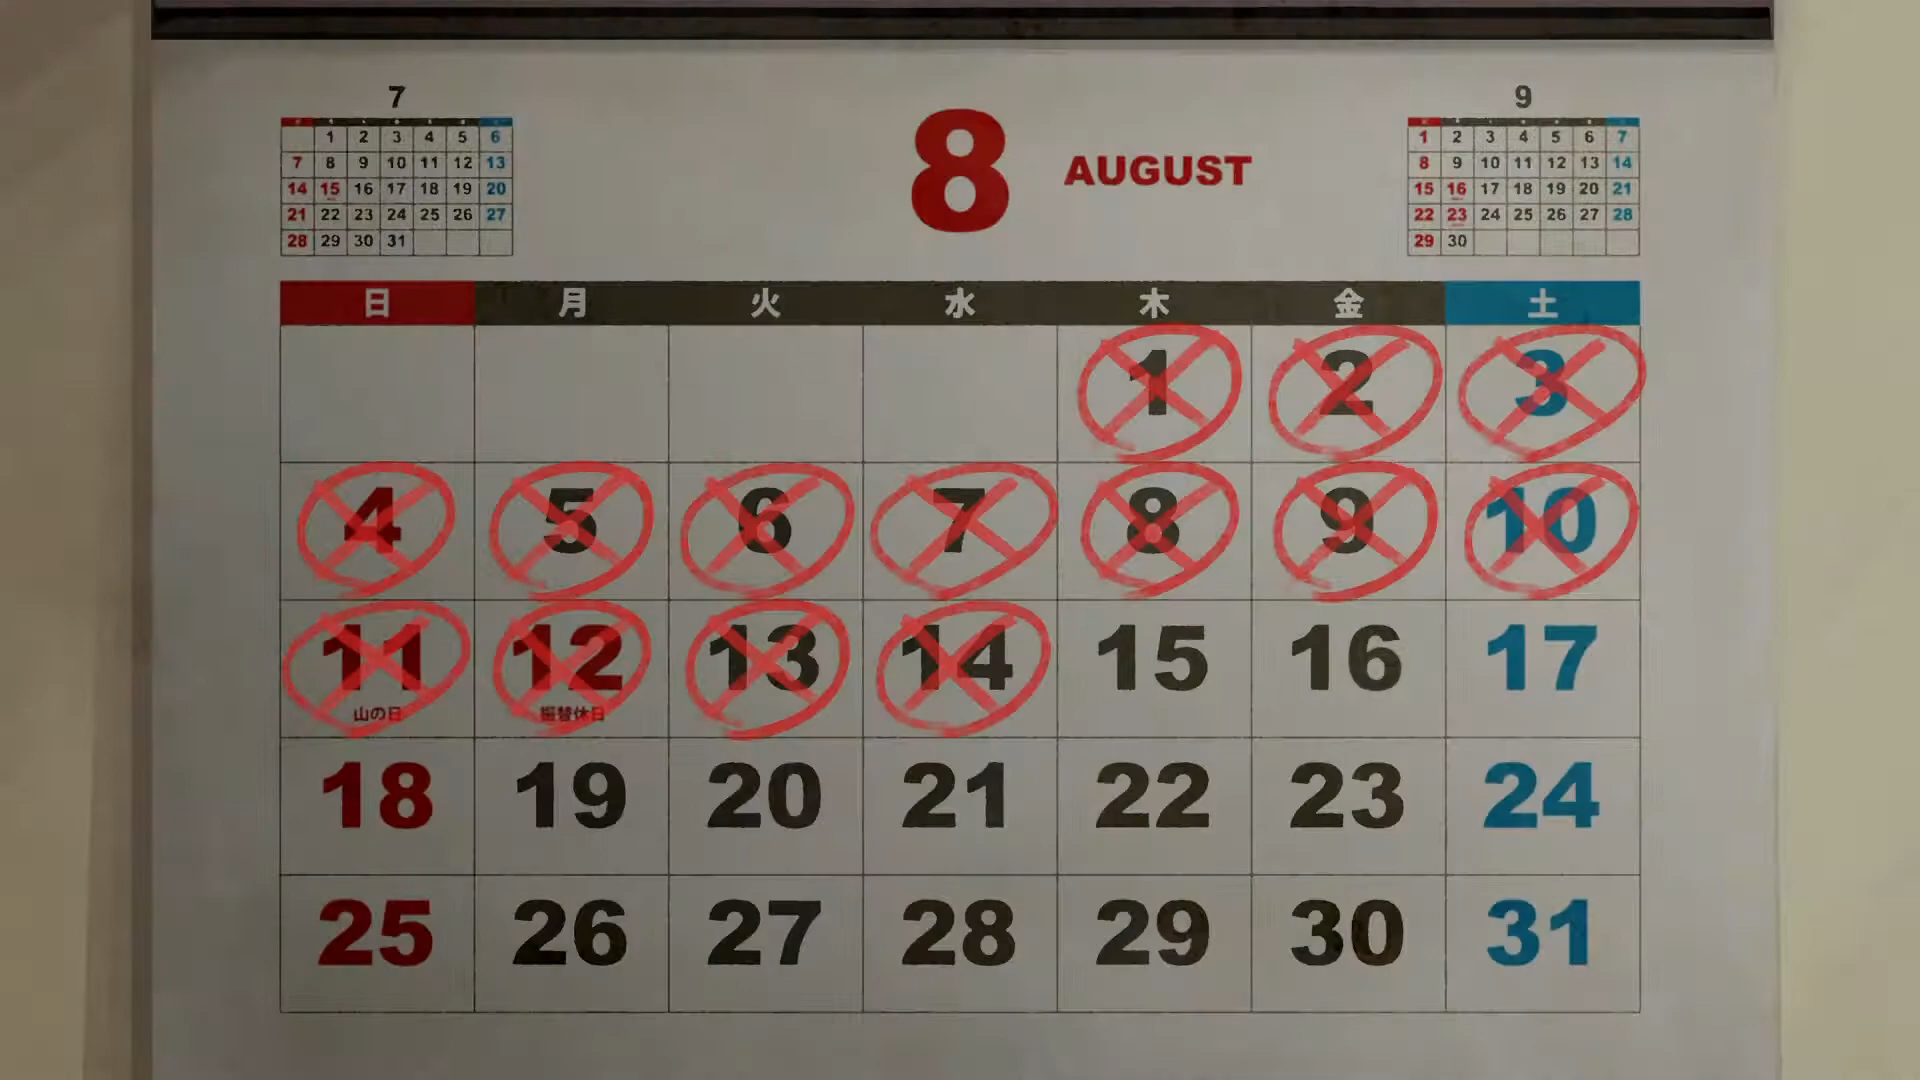 7
1 2 3 4 5 6
7 8 9 10 11 12 13
14 15 16 17 18 19 20
21 22 23 24 25 26 27
28 29 30 31
8 AUGUST
9
1 2 3 4 5 6 7
8 9 10 11 12 13 14
15 16 17 18 19 20 21
22 23 24 25 26 27 28
29 30
日 月 火 水 木 金 土
1 2 3
4 5 6 7 8 9 10
11 12 13 14 15 16 17
山の日 振替休日
18 19 20 21 22 23 24
25 26 27 28 29 30 31